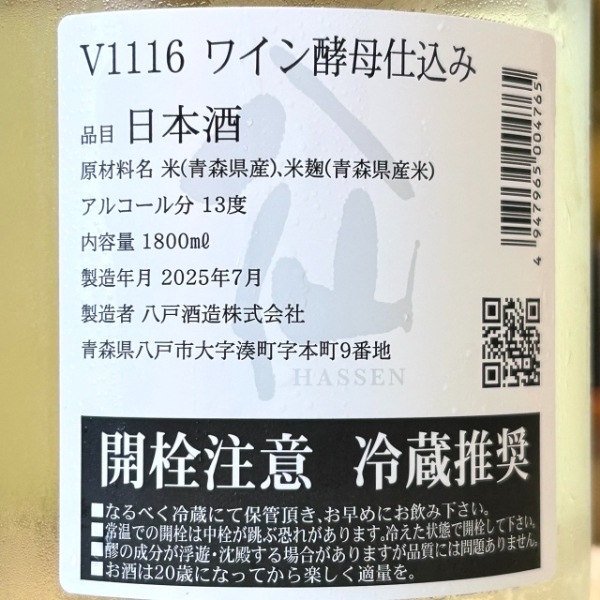 V1116 ワイン酵母仕込み
品目 日本酒
原材料名 米(青森県産)、米麹(青森県産米)
アルコール分 13度
内容量 1800㎖
製造年月 2025年7月
製造者 八戸酒造株式会社
青森県八戸市大字湊町字本町9番地
HASSEN
4947965004765
開栓注意 冷蔵推奨
■なるべく冷蔵にて保管頂き、お早めにお飲み下さい。
■常温での開栓は中栓が跳ぶ恐れがあります。冷えた状態で開栓して下さい。
■醪の成分が浮遊・沈殿する場合がありますが品質には問題ありません。
■お酒は20歳になってから楽しく適量を。